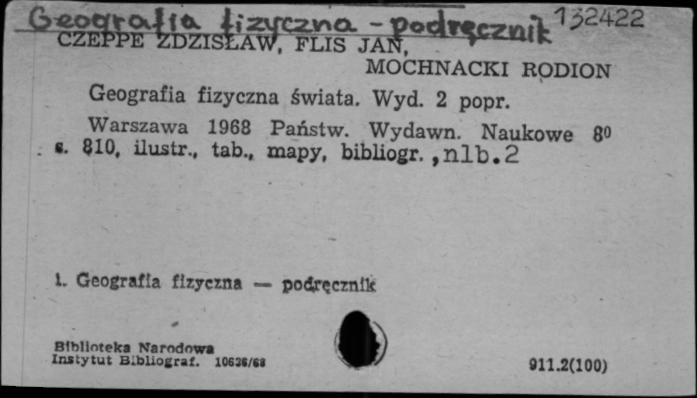 Geografia fizyczna - podręcznik 132422
CZEPPE ZDZISŁAW, FLIS JAN,
MOCHNACKI RODION
Geografia fizyczna świata. Wyd. 2 popr.
Warszawa 1968 Państw. Wydawn. Naukowe 8º
s. 810, ilustr., tab., mapy, bibliogr. ,nlb.2
1. Geografia fizyczna — podręcznik
Biblioteka Narodowa
Instytut Bibliograf. 10636/68
911.2(100)